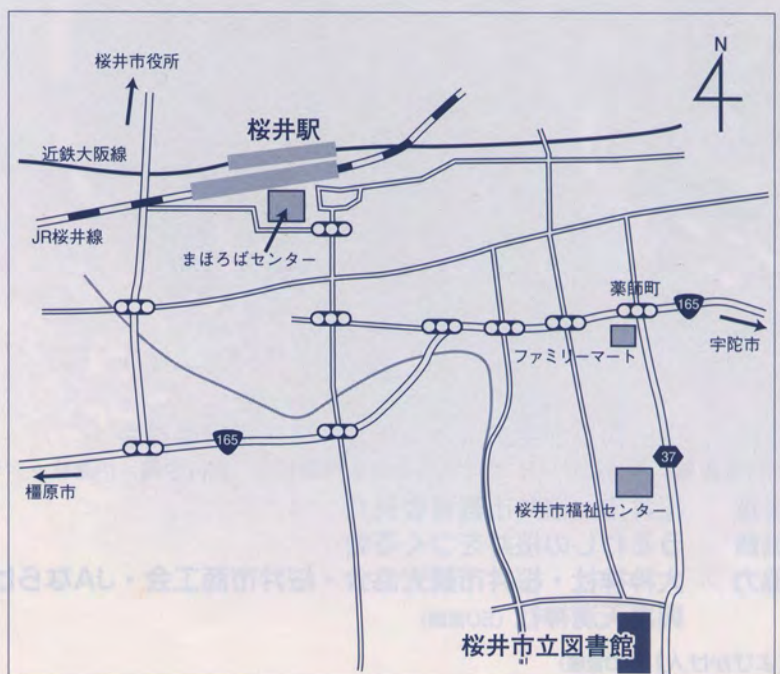 桜井市役所
N
桜井駅
近鉄大阪線
JR桜井線
まほろばセンター
薬師町
165
宇陀市
ファミリーマート
165
37
橿原市
桜井市福祉センター
桜井市立図書館